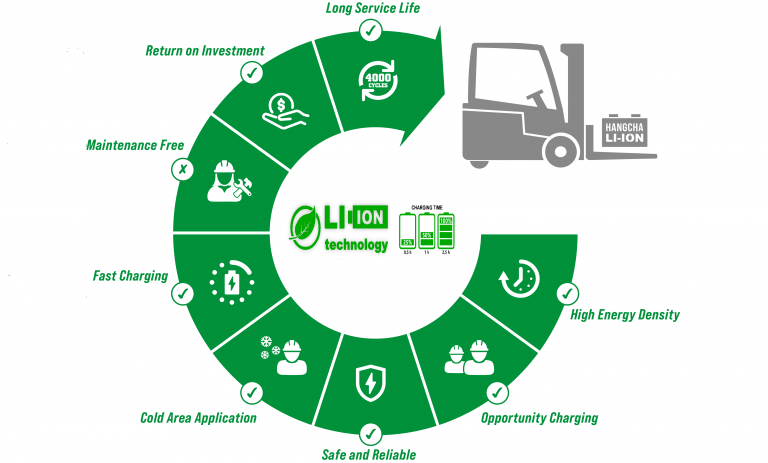 Long Service Life
Return on Investment
4000
CYCLES
$
HANGCHA
LI-ION
Maintenance Free
LI-ION
technology
CHARGING TIME
25% 50% 100%
0,5 h 1 h 2,5 h
Fast Charging
High Energy Density
Cold Area Application
Opportunity Charging
Safe and Reliable